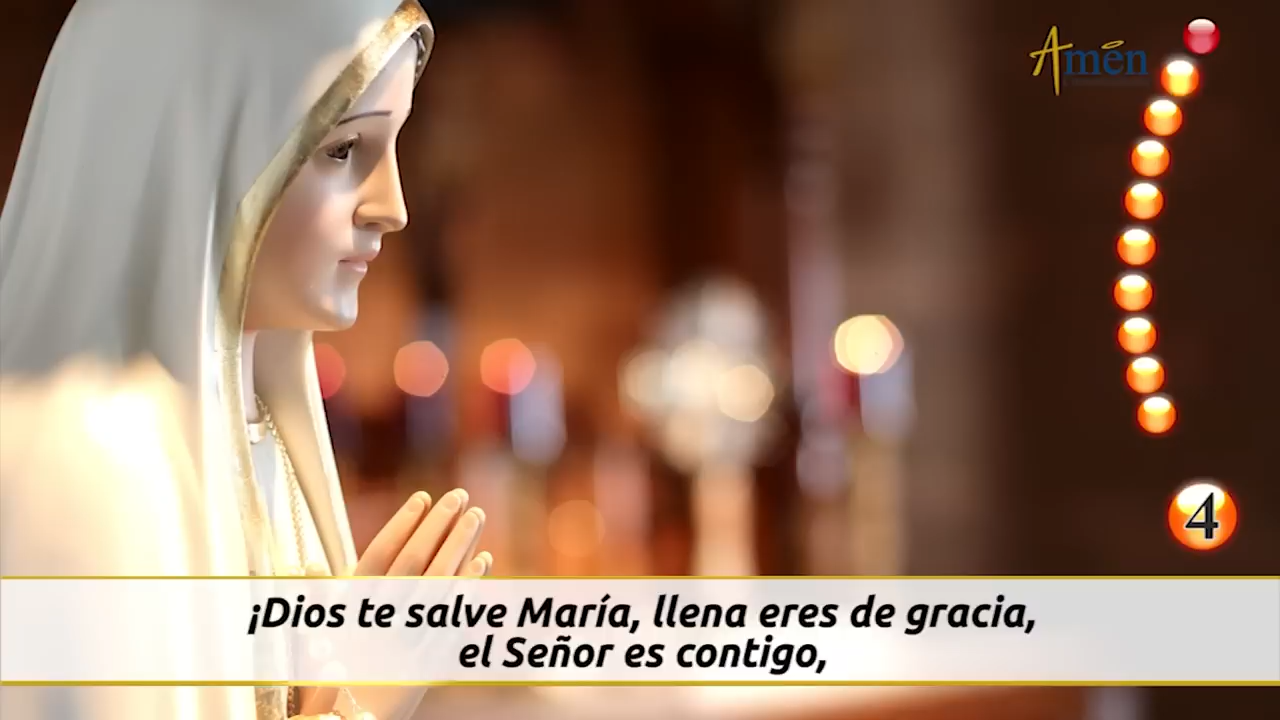 Amén
4
¡Dios te salve María, llena eres de gracia,
el Señor es contigo,